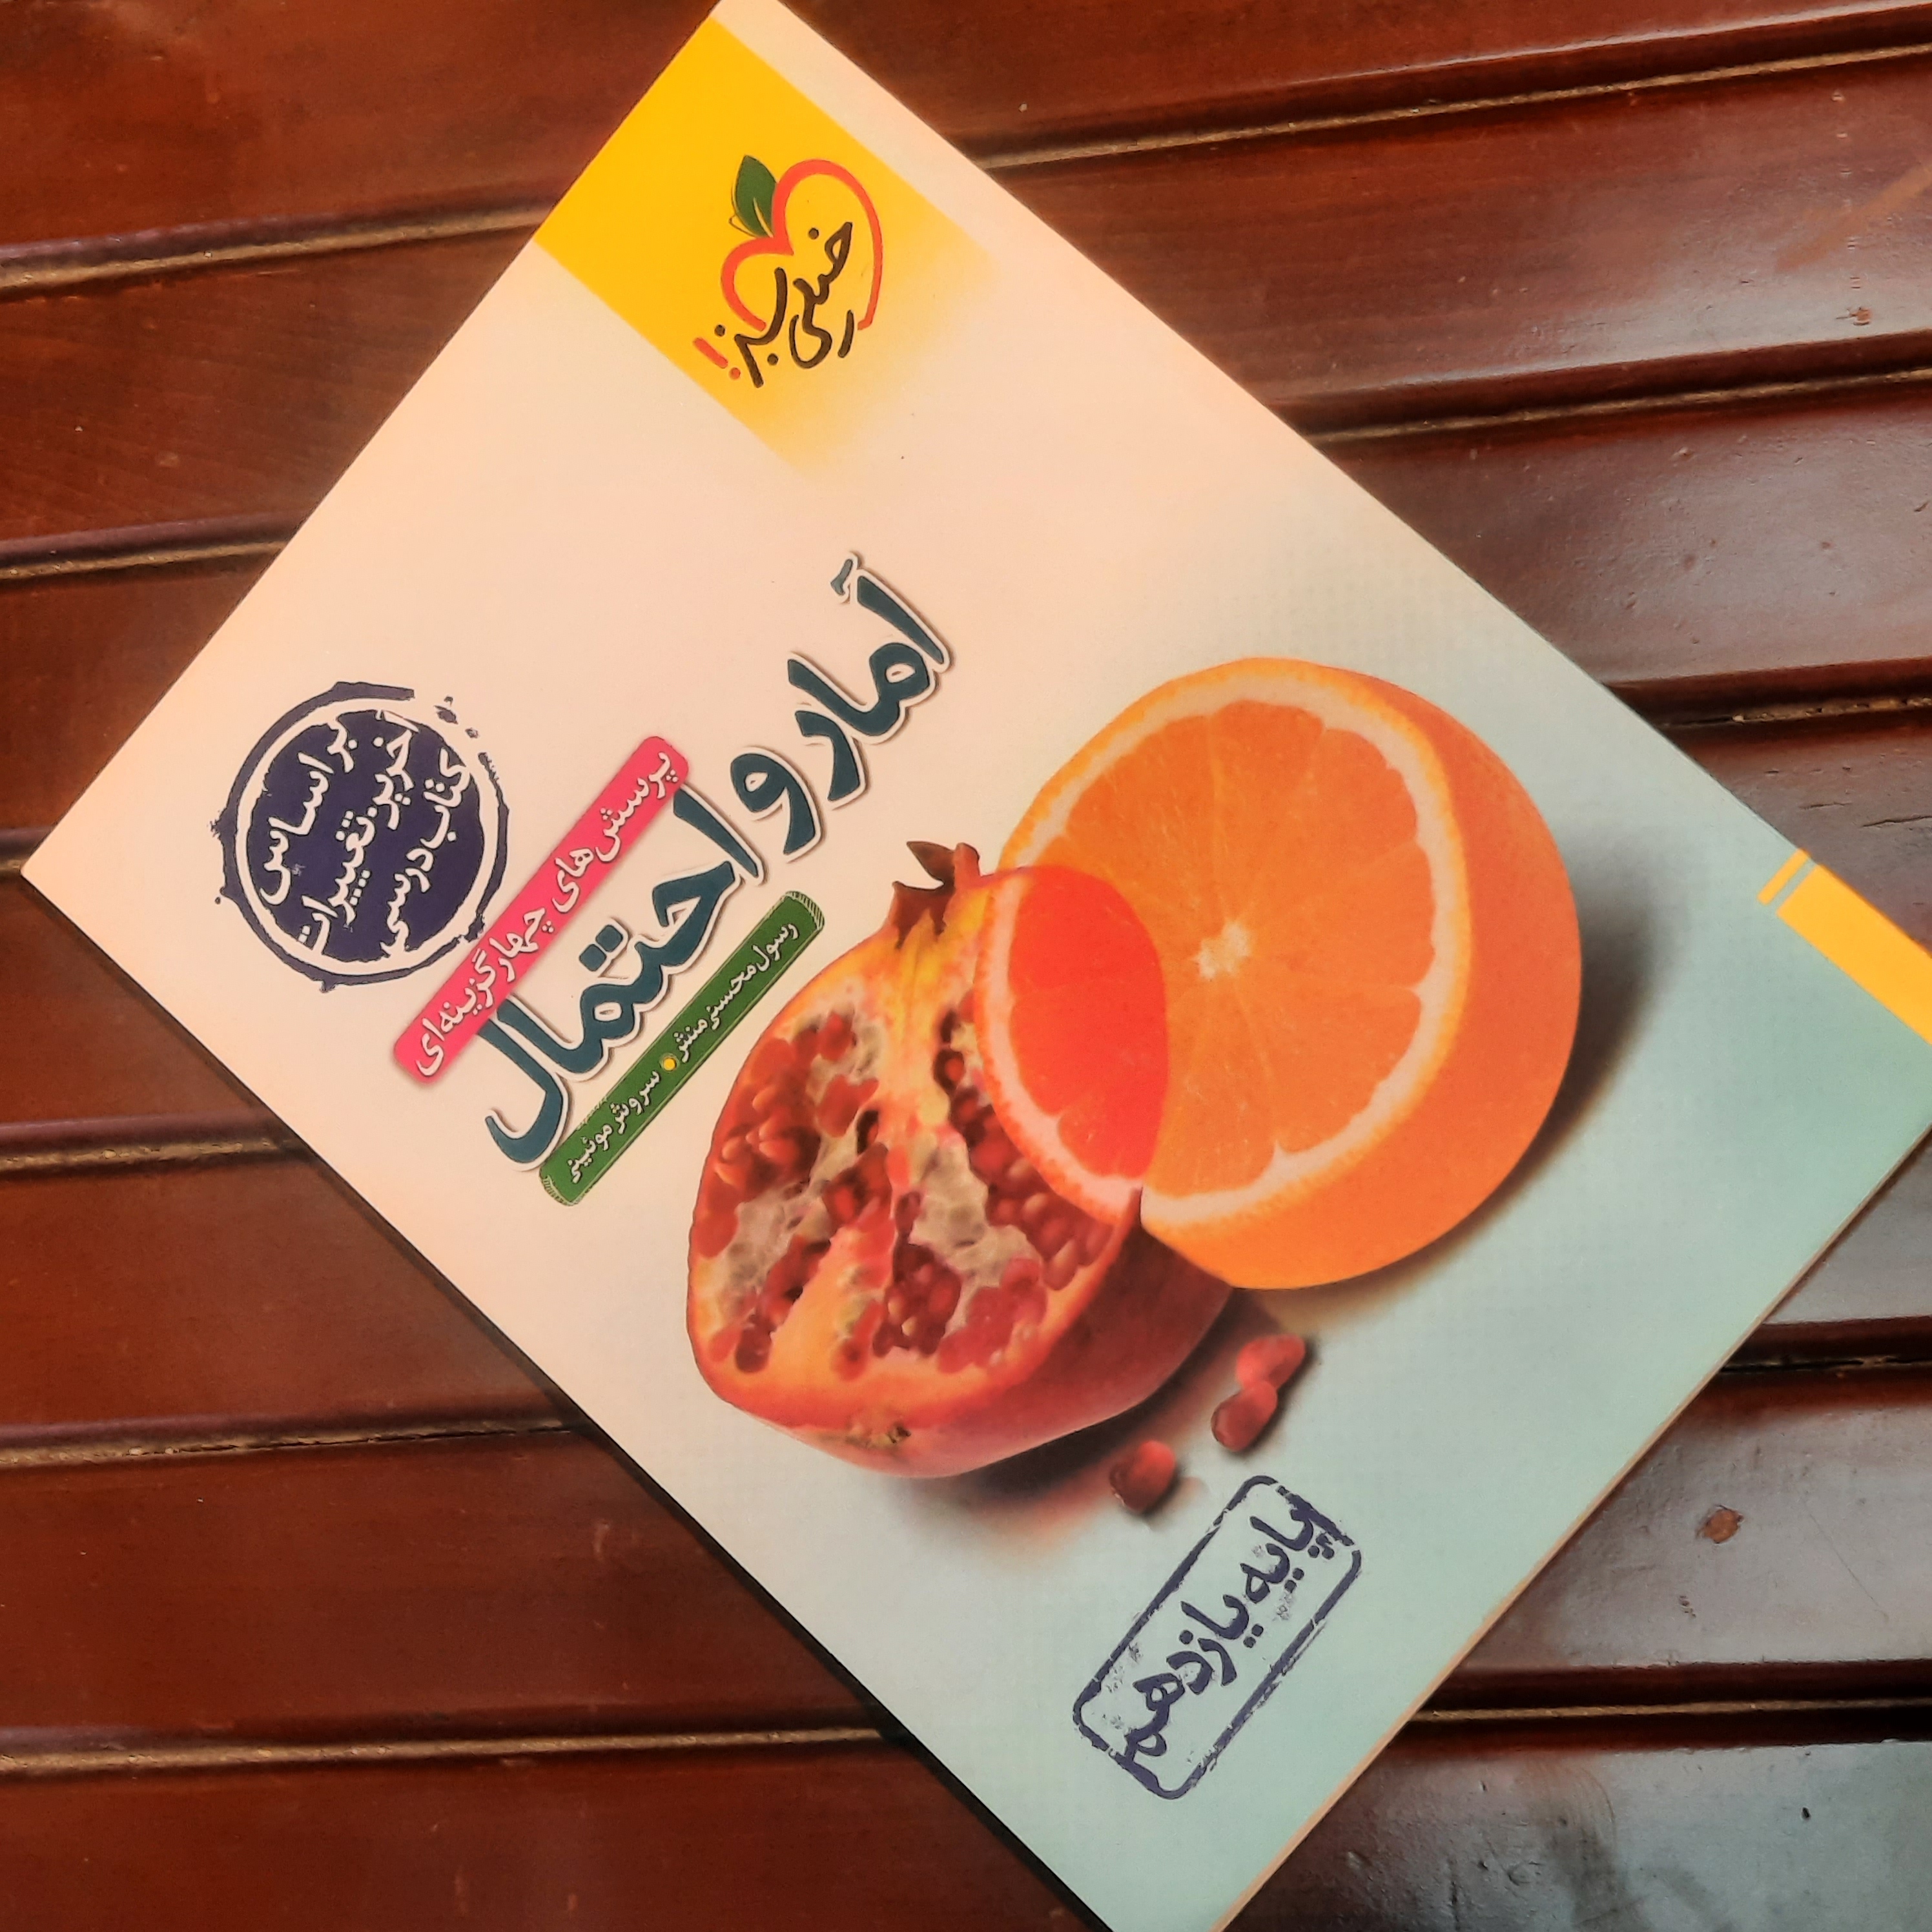 خیلی سبز!
پرسش‌های چهارگزینه‌ای
آمار و احتمال
رسول محسنی منش • سروش موئینی
بر اساس
آخرین تغییرات
کتاب درسی
پایه یازدهم